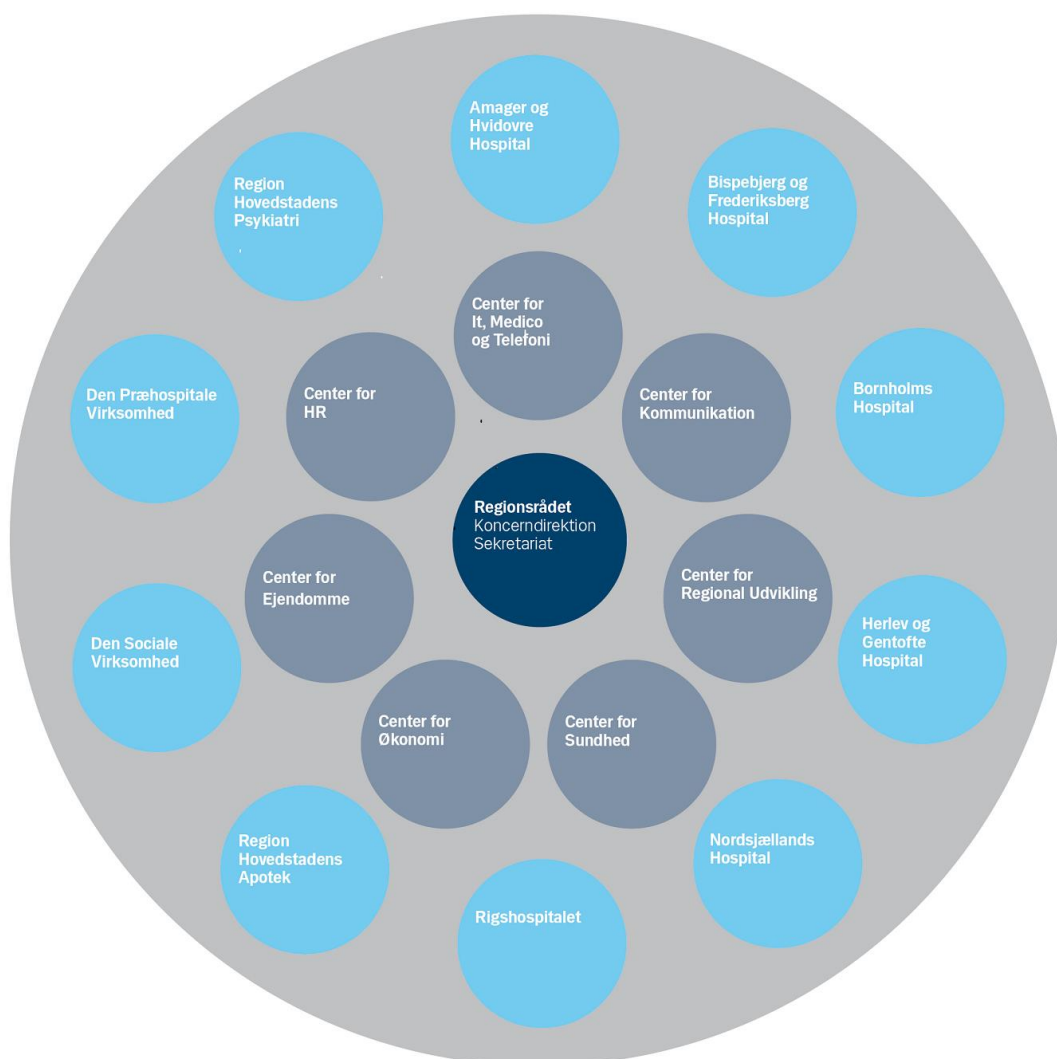 Amager og
Hvidovre
Hospital
Bispebjerg og
Frederiksberg
Hospital
Region
Hovedstadens
Psykiatri
Center for
It, Medico
og Telefoni
Center for
HR
Center for
Kommunikation
Den Præhospitale
Virksomhed
Bornholms
Hospital
Regionsrådet
Koncerndirektion
Sekretariat
Center for
Ejendomme
Center for
Regional Udvikling
Den Sociale
Virksomhed
Herlev og
Gentofte
Hospital
Center for
Økonomi
Center for
Sundhed
Region
Hovedstadens
Apotek
Nordsjællands
Hospital
Rigshospitalet